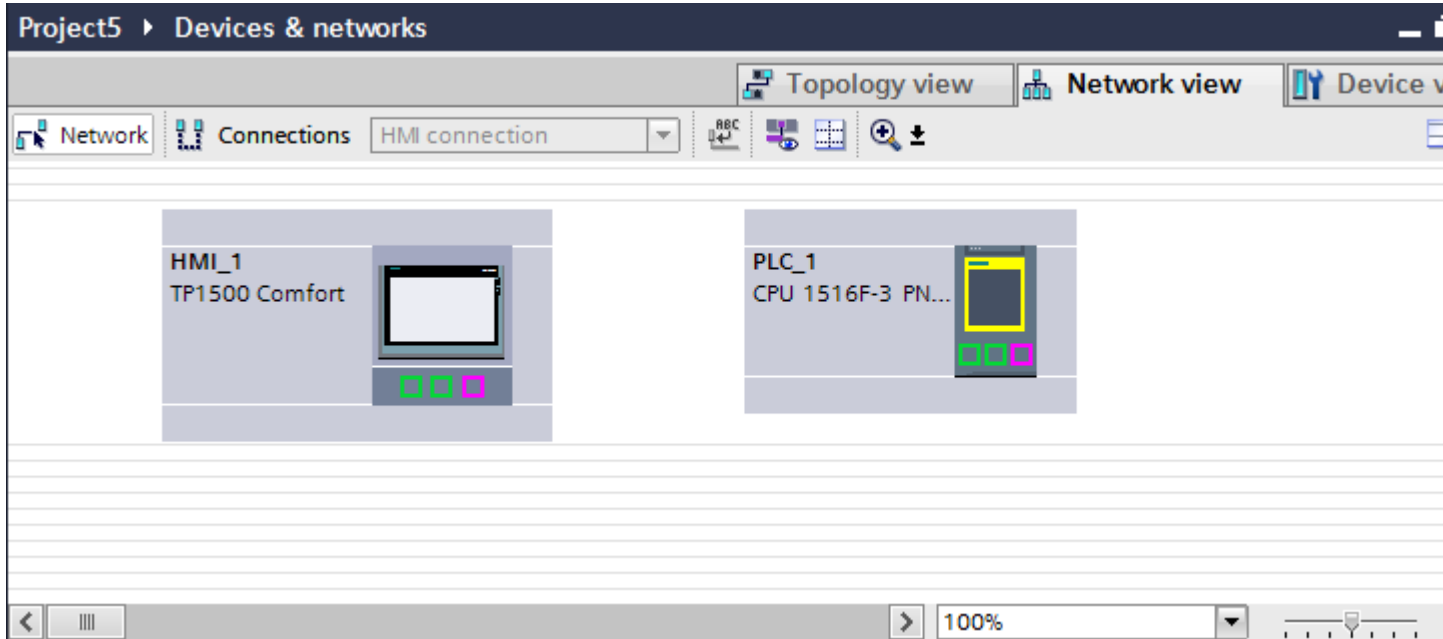 Project5 ▸ Devices & networks
Topology view
Network view
Device v
Network
Connections
HMI connection
ABC
HMI_1
TP1500 Comfort
PLC_1
CPU 1516F-3 PN...
100%